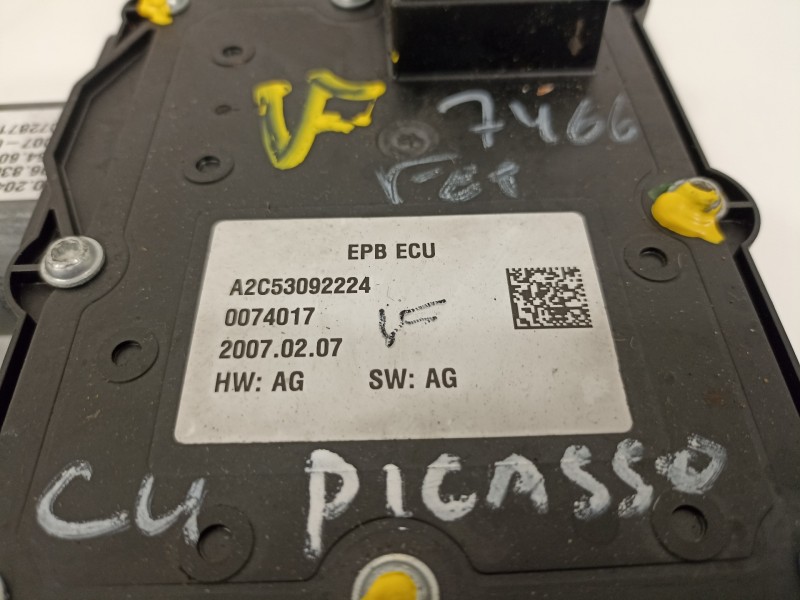 VF
7466
EPB ECU
A2C53092224
0074017
VF
2007.02.07
HW: AG SW: AG
C4 PICASSO